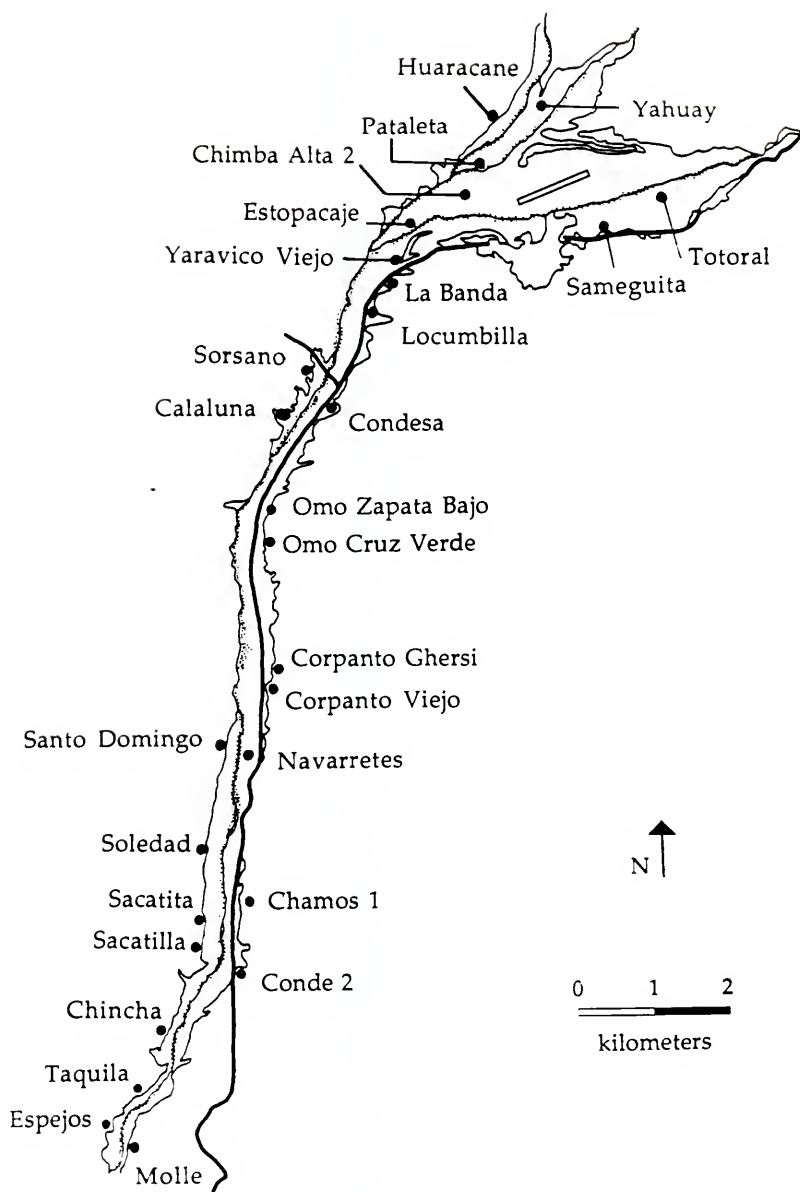 Huaracane
Yahuay
Pataleta
Chimba Alta 2
Estopacaje
Totoral
Yaravico Viejo
Sameguita
La Banda
Locumbilla
Sorsano
Calaluna
Condesa
Omo Zapata Bajo
Omo Cruz Verde
Corpanto Ghersi
Corpanto Viejo
Santo Domingo
Navarretes
Soledad
N
Sacatita
Chamos 1
Sacatilla
Conde 2
0 1 2
kilometers
Chincha
Taquila
Espejos
Molle